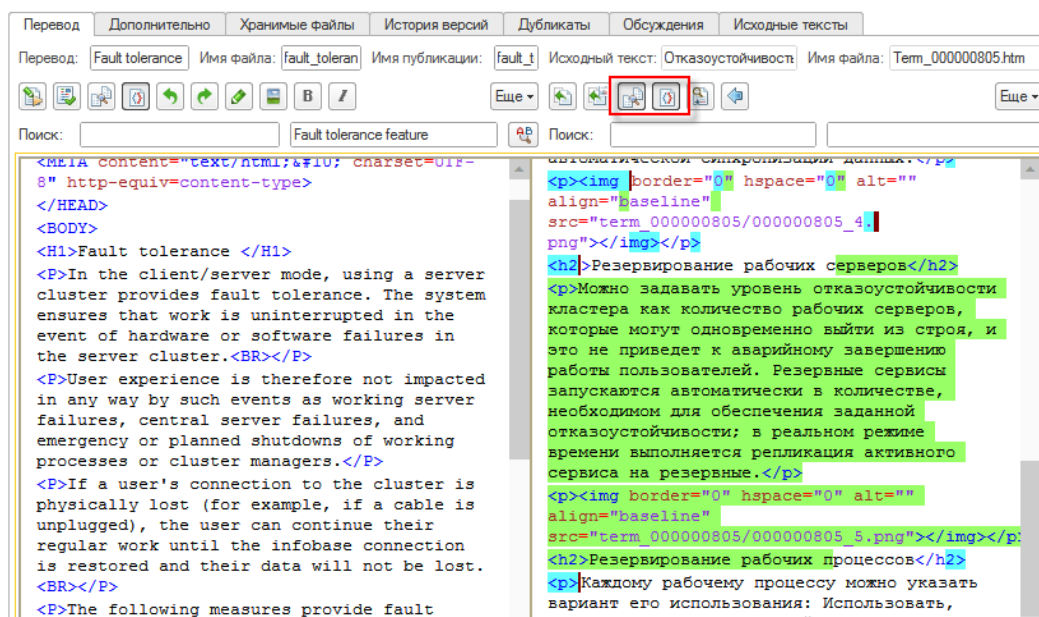 Перевод Дополнительно Хранимые файлы История версий Дубликаты Обсуждения Исходные тексты
Перевод: Fault tolerance Имя файла: fault_toleran Имя публикации: fault_t Исходный текст: Отказоустойчивость Имя файла: Term_000000805.htm
B I Еще Еще
Поиск: Fault tolerance feature Поиск:
<META content="text/html;&#10; charset=UTF-
8" http-equiv=content-type>
</HEAD>
<BODY>
<H1>Fault tolerance </H1>
<P>In the client/server mode, using a server
cluster provides fault tolerance. The system
ensures that work is uninterrupted in the
event of hardware or software failures in
the server cluster.<BR></P>
<P>User experience is therefore not impacted
in any way by such events as working server
failures, central server failures, and
emergency or planned shutdowns of working
processes or cluster managers.</P>
<P>If a user's connection to the cluster is
physically lost (for example, if a cable is
unplugged), the user can continue their
regular work until the infobase connection
is restored and their data will not be lost.
<BR></P>
<P>The following measures provide fault
автоматической синхронизации данных.</p>
<p><img border="0" hspace="0" alt=""
align="baseline"
src="term_000000805/000000805_4.
png"></img></p>
<h2>Резервирование рабочих серверов</h2>
<p>Можно задавать уровень отказоустойчивости
кластера как количество рабочих серверов,
которые могут одновременно выйти из строя, и
это не приведет к аварийному завершению
работы пользователей. Резервные сервисы
запускаются автоматически в количестве,
необходимом для обеспечения заданной
отказоустойчивости; в реальном режиме
времени выполняется репликация активного
сервиса на резервные.</p>
<p><img border="0" hspace="0" alt=""
align="baseline"
src="term_000000805/000000805_5.png"></img></p>
<h2>Резервирование рабочих процессов</h2>
<p>Каждому рабочему процессу можно указать
вариант его использования: Использовать,